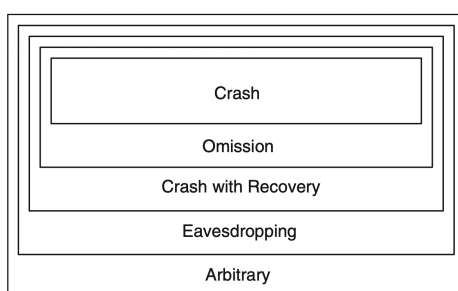 Crash
Omission
Crash with Recovery
Eavesdropping
Arbitrary